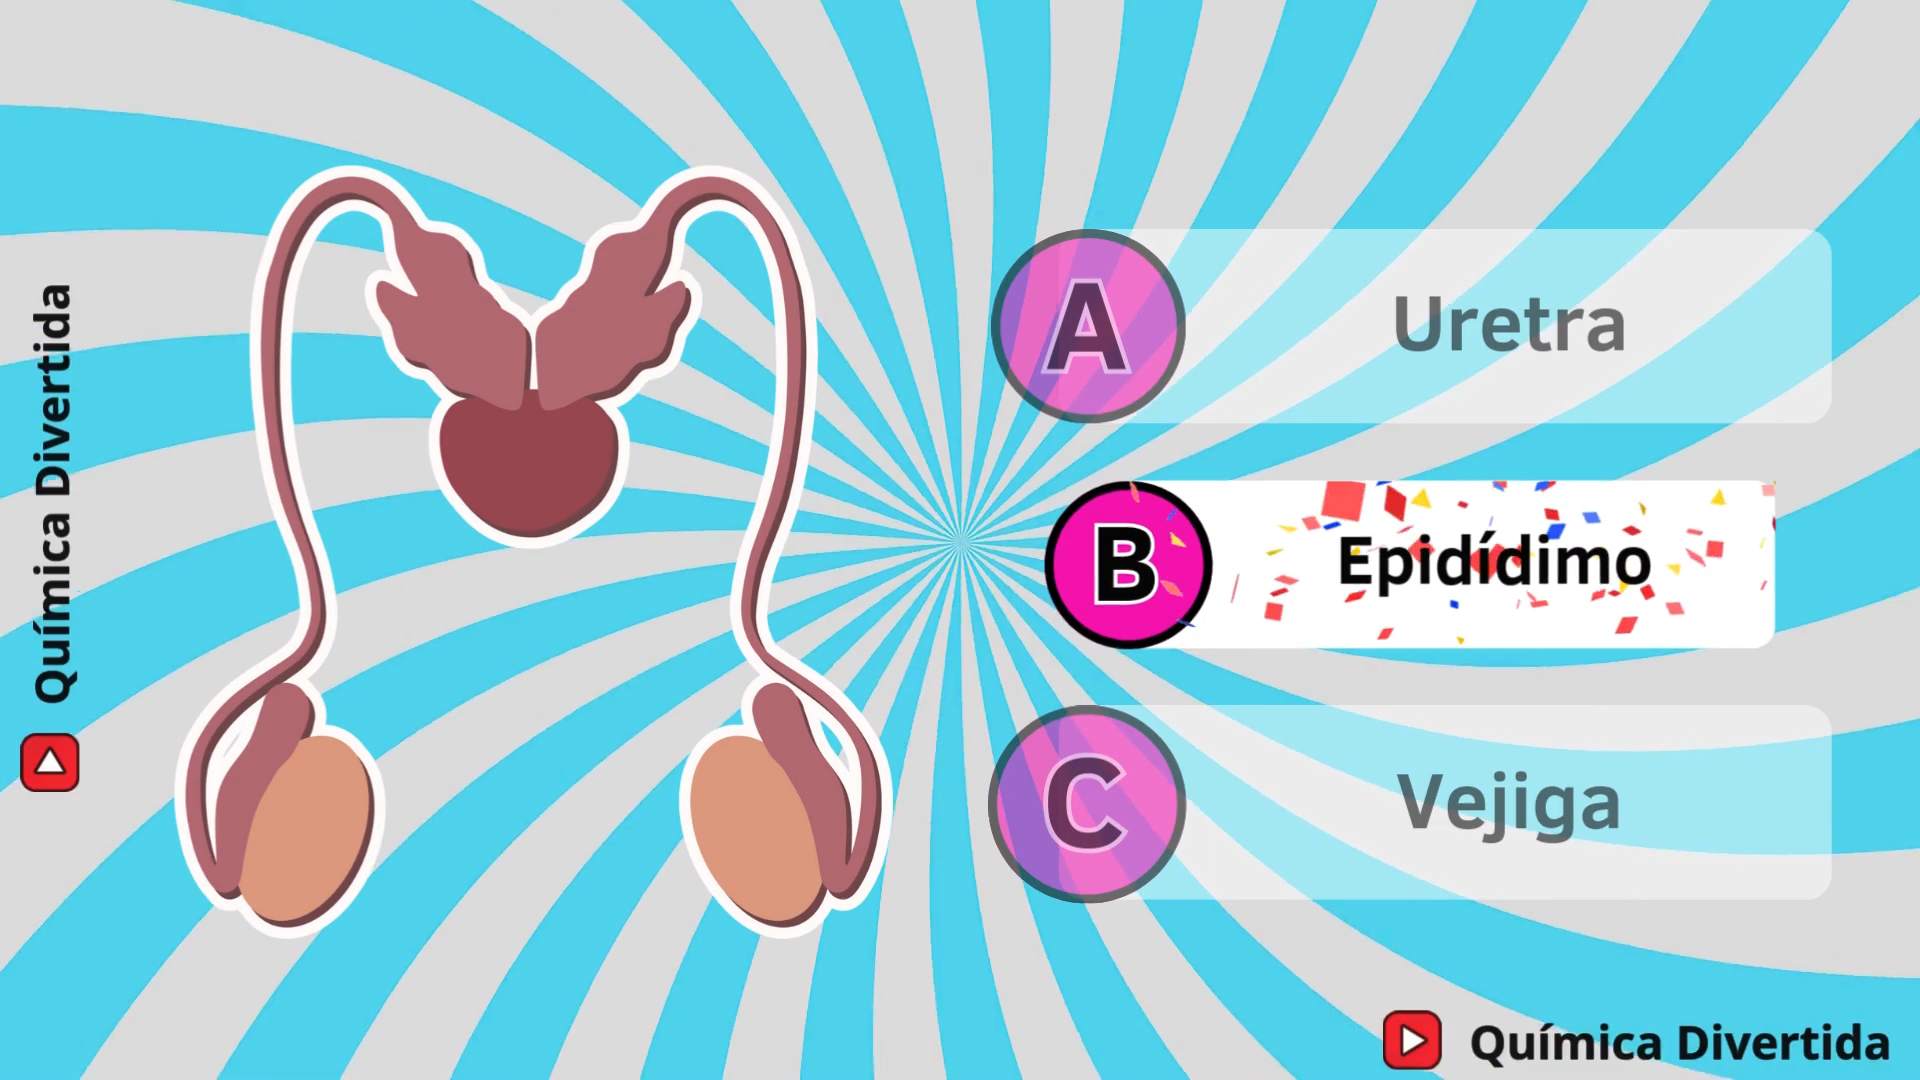 Química Divertida
A
Uretra
B
Epidídimo
C
Vejiga
Química Divertida